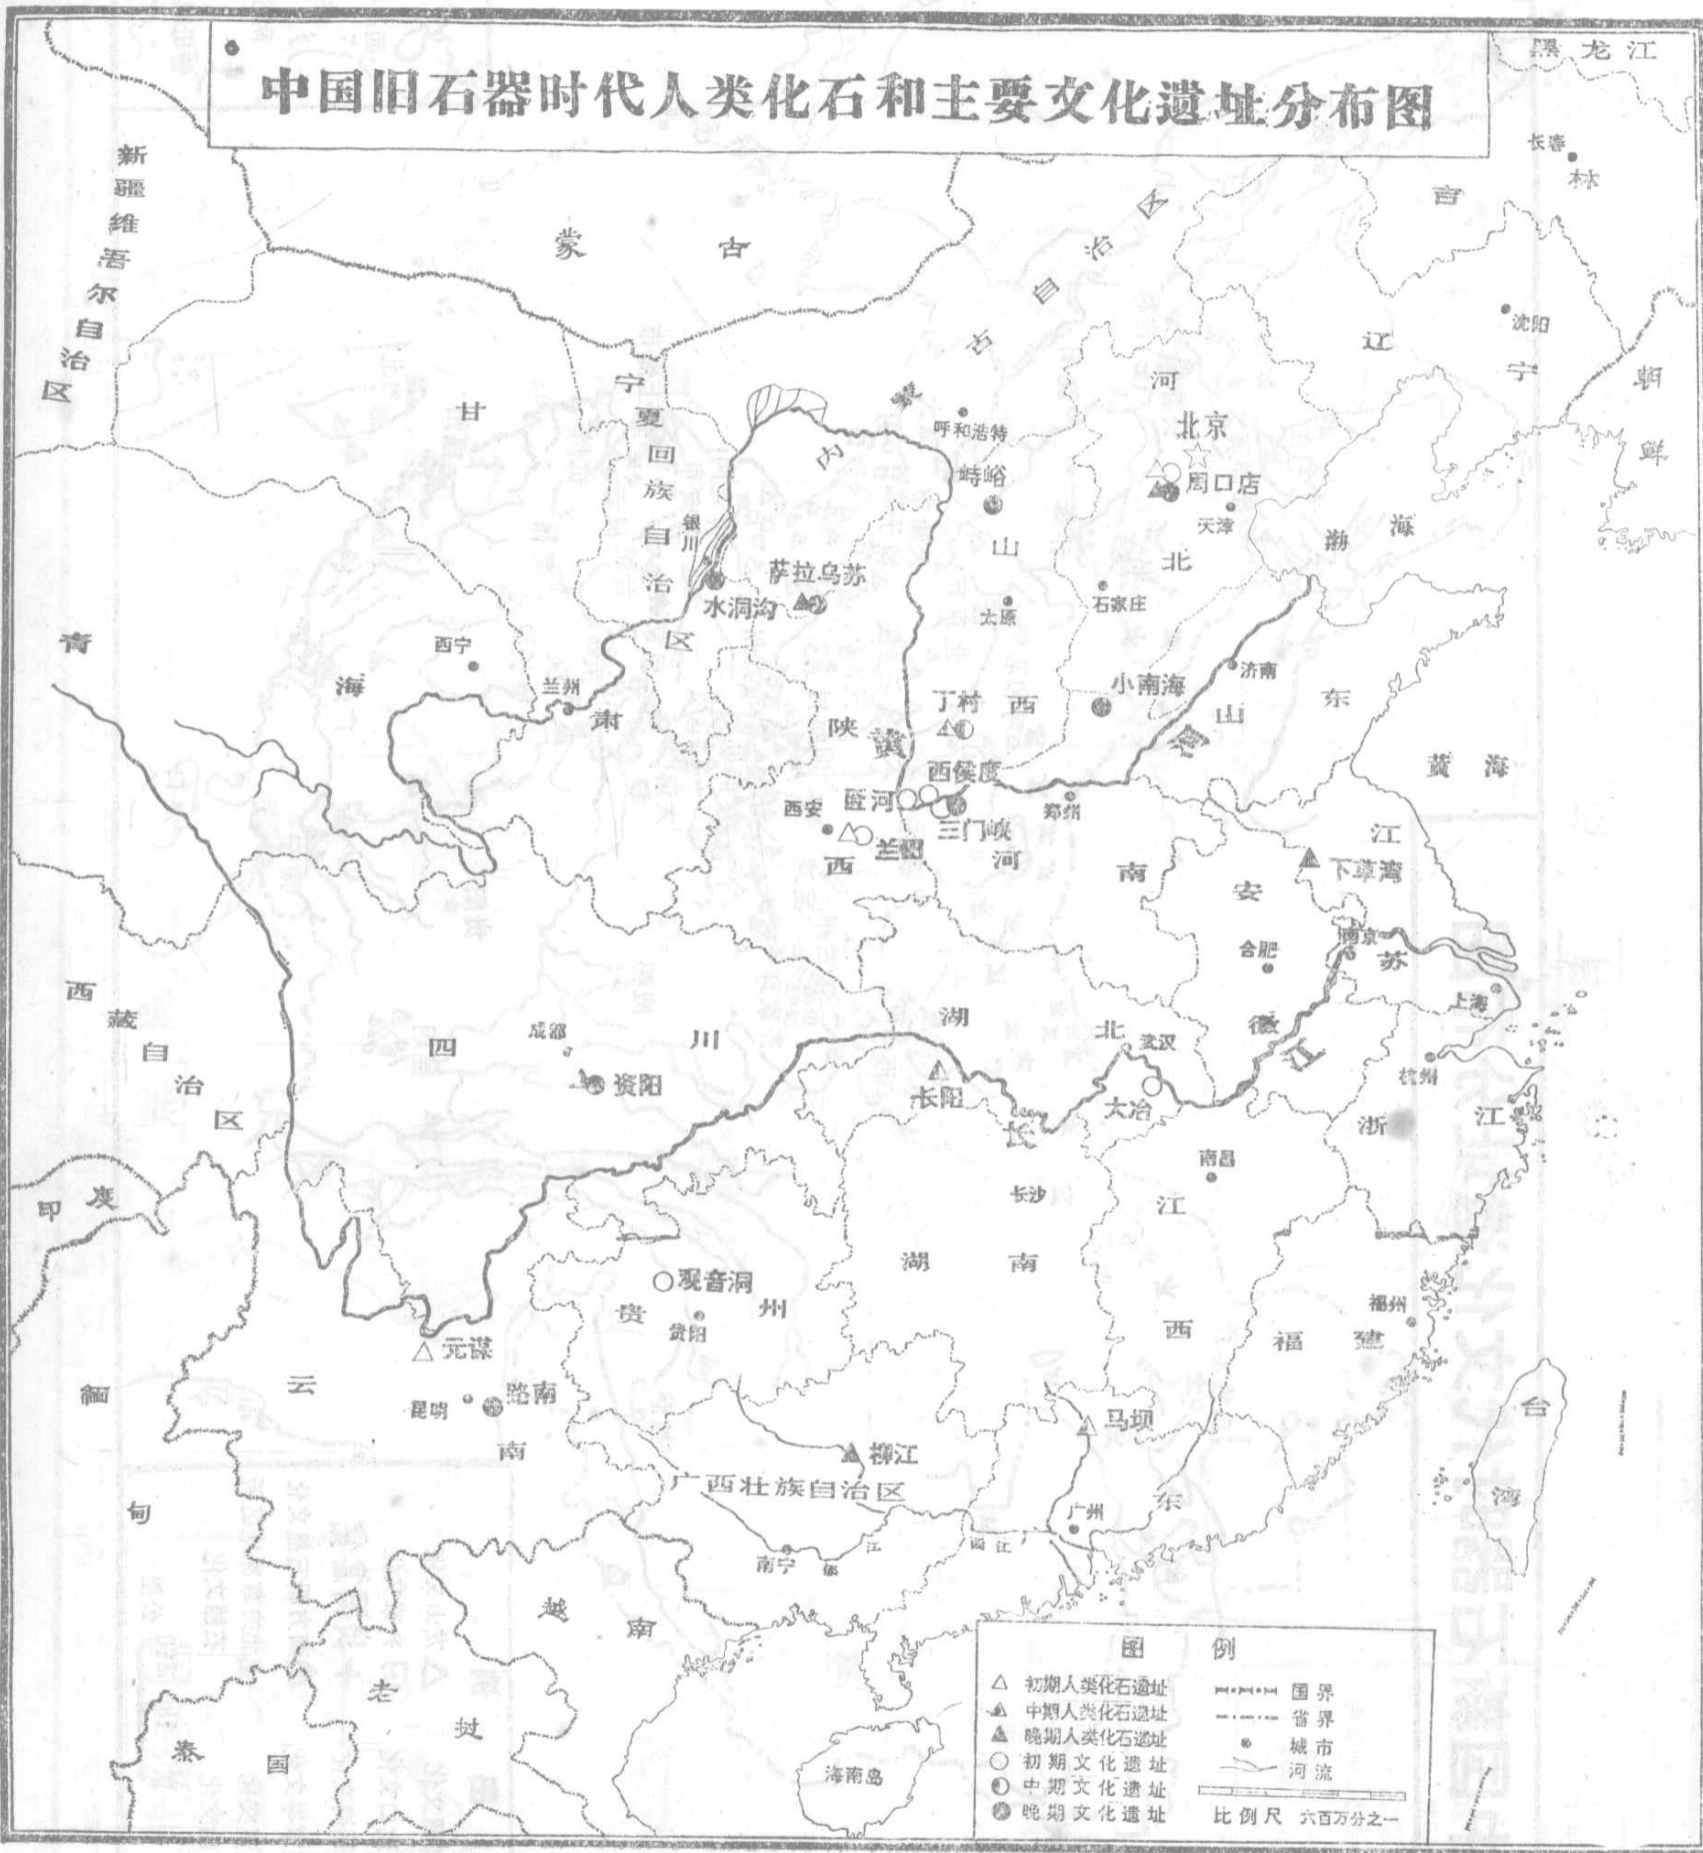 中国旧石器时代人类化石和主要文化遗址分布图
黑龙江
长春
林
吉
新疆维吾尔自治区
蒙古
内蒙古自治区
沈阳
辽宁
朝鲜
甘肃
宁夏回族自治区
河北
北京
周口店
天津
呼和浩特
峙峪
银川
水洞沟
萨拉乌苏
山西
太原
石家庄
渤海
青海
西宁
兰州
济南
山东
小南海
丁村
陕西
黄河
西侯度
匼河
三门峡
西安
蓝田
郑州
河南
黄海
江苏
下草湾
安徽
合肥
南京
上海
西藏自治区
四川
成都
资阳
湖北
武汉
长阳
大冶
长江
杭州
浙江
南昌
江西
长沙
湖南
印度
观音洞
贵州
贵阳
福州
福建
元谋
云南
昆明
路南
缅甸
马坝
柳江
广西壮族自治区
台湾
广州
东
南宁
郁江
西江
越南
老挝
泰国
海南岛
图例
初期人类化石遗址
中期人类化石遗址
晚期人类化石遗址
初期文化遗址
中期文化遗址
晚期文化遗址
国界
省界
城市
河流
比例尺 六百万分之一